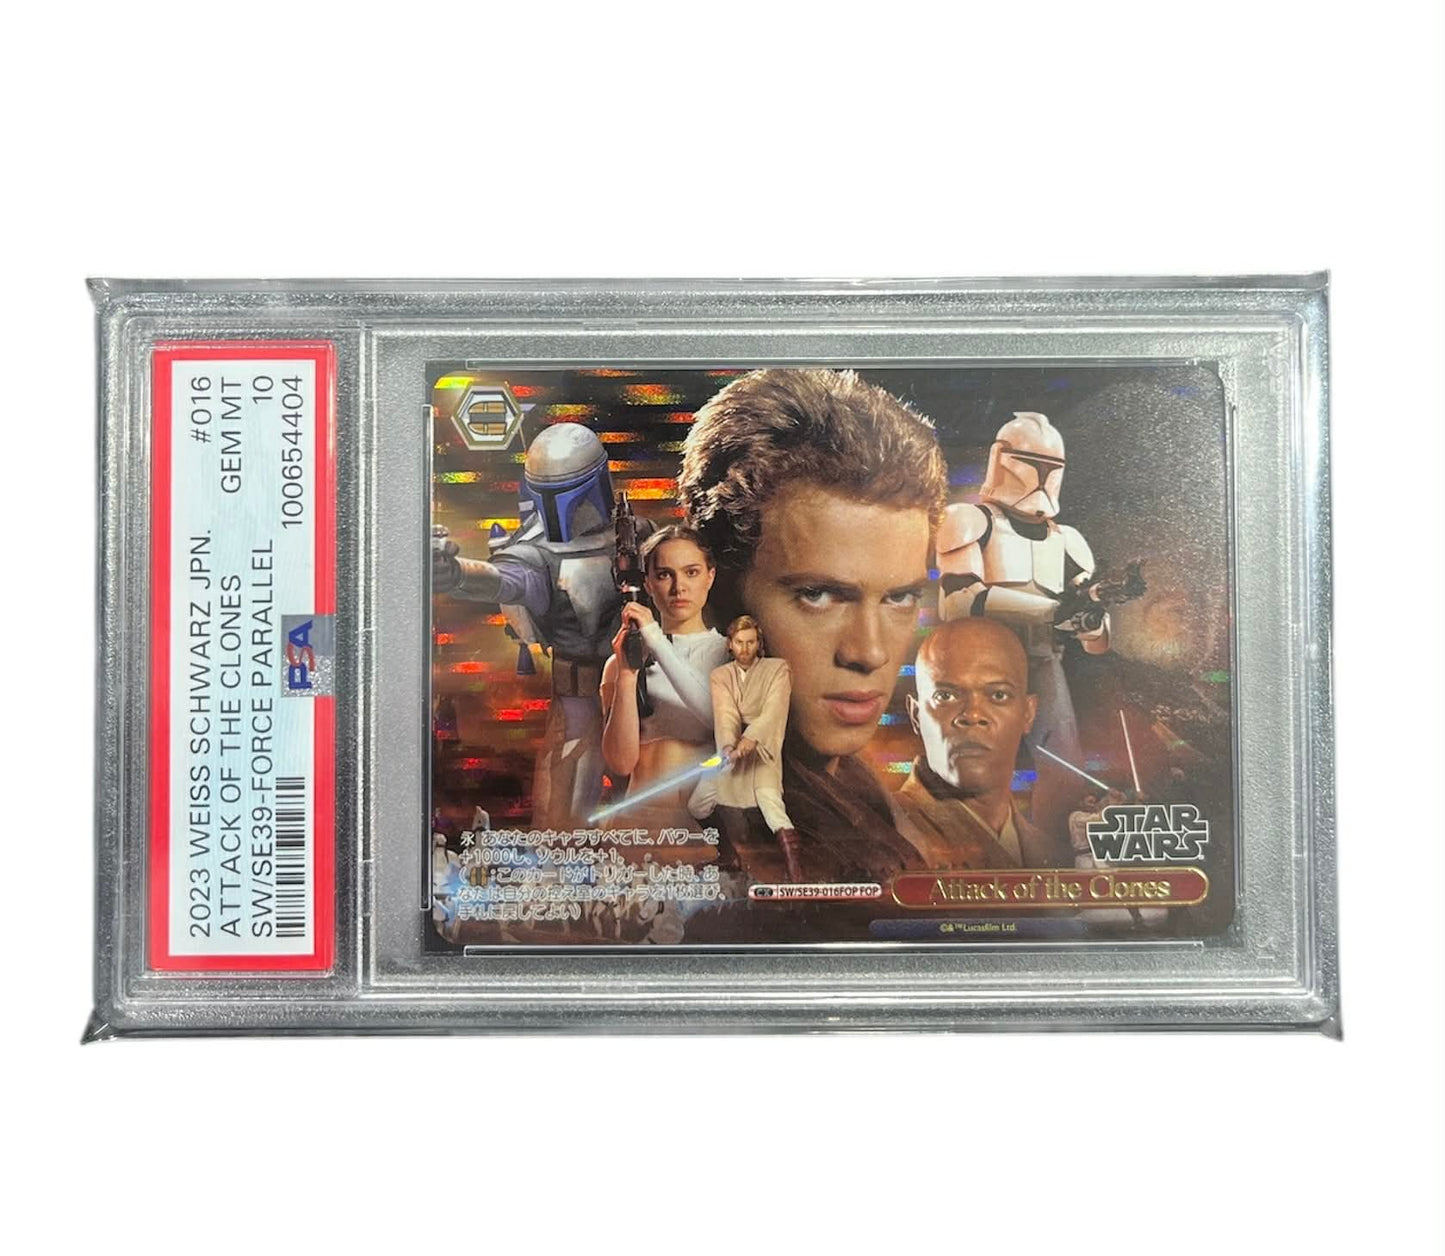 2023 WEISS SCHWARZ JPN. #016
ATTACK OF THE CLONES GEM MT
SW/SE39-FORCE PARALLEL 10
100654404
PSA
永 あなたのキャラすべてに、パワーを
+1000し、ソウルを+1。
(:このカードがトリガーした時、あ
なたは自分の控え室のキャラを1枚選び、
手札に戻してよい)
CX SW/SE39-016FOP FOP
STAR
WARS
Attack of the Clones
©&™Lucasfilm Ltd.